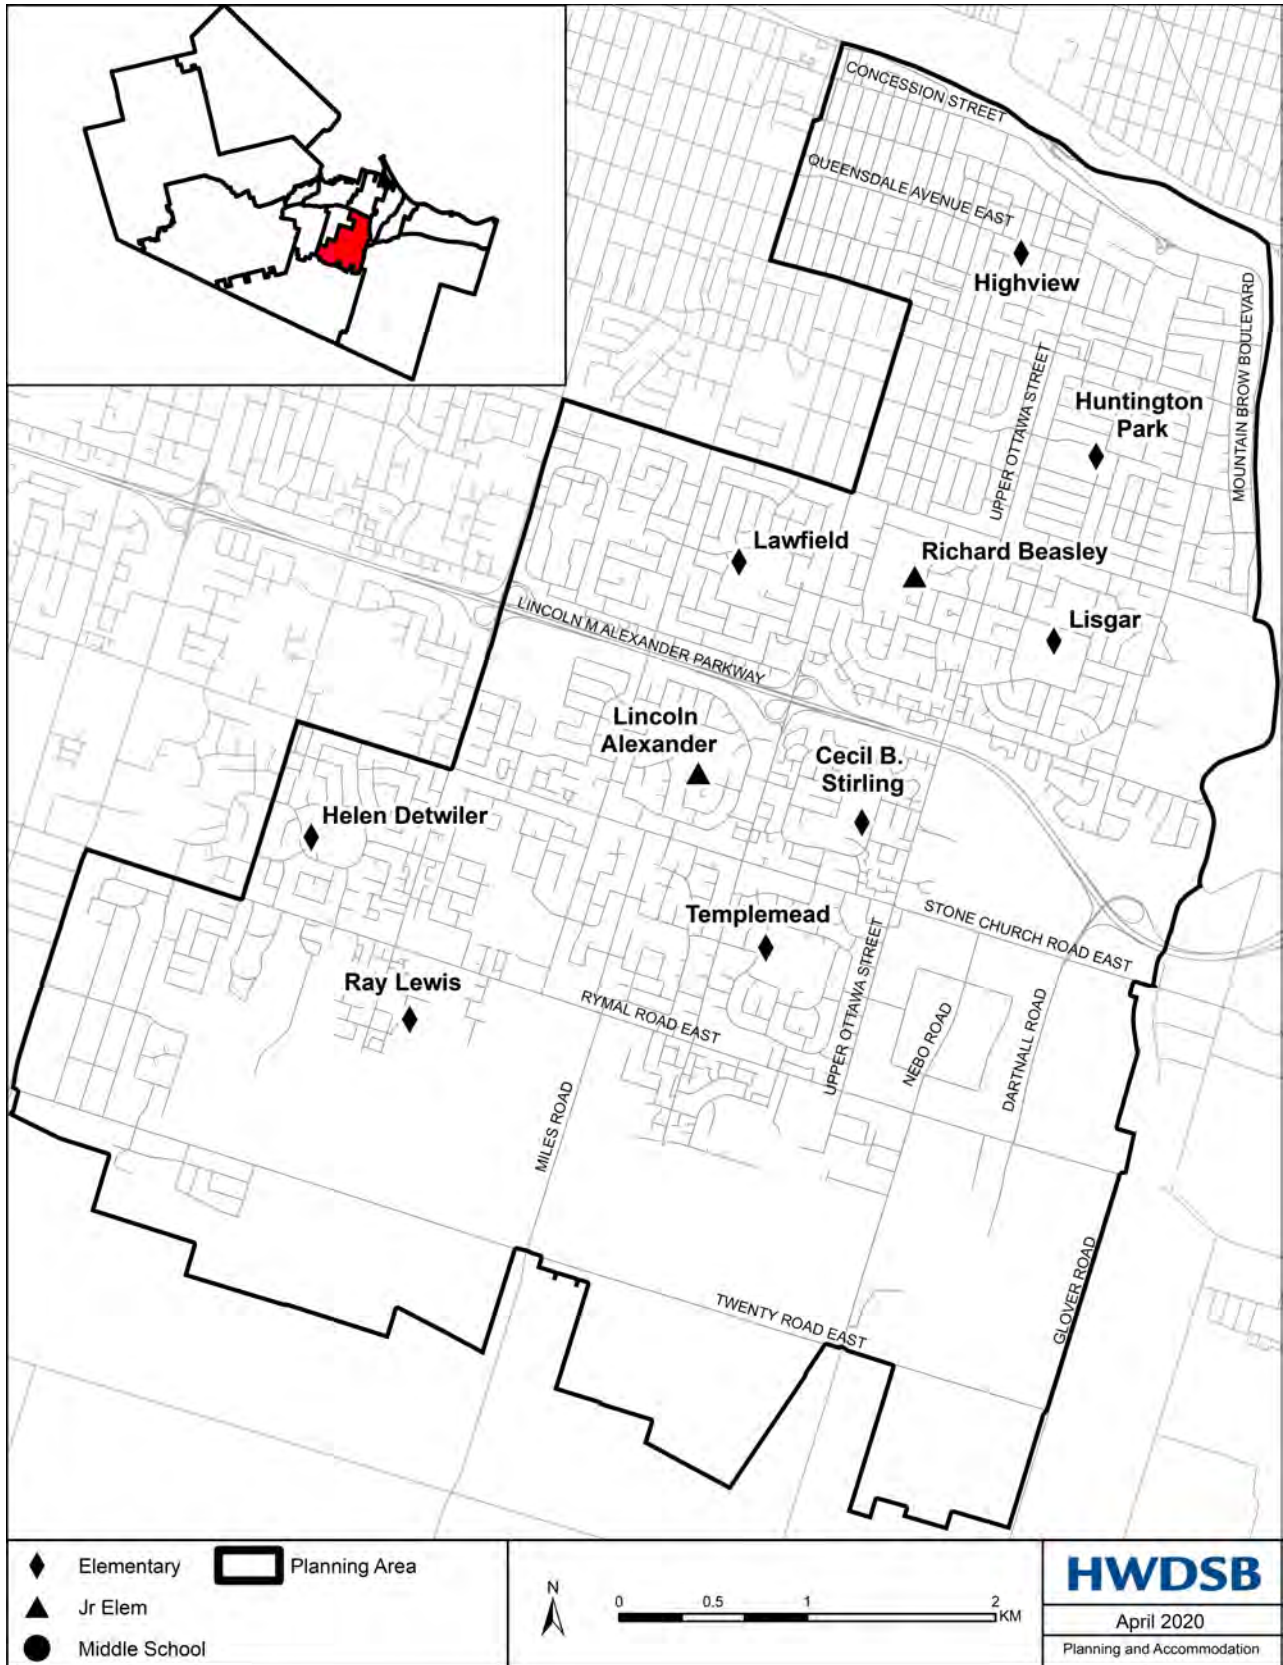 CONCESSION STREET
QUEENSDALE AVENUE EAST
Highview
MOUNTAIN BROW BOULEVARD
UPPER OTTAWA STREET
Huntington
Park
Lawfield
Richard Beasley
Lisgar
LINCOLN M ALEXANDER PARKWAY
Lincoln
Alexander
Cecil B.
Stirling
Helen Detwiler
Templemead
STONE CHURCH ROAD EAST
Ray Lewis
RYMAL ROAD EAST
UPPER OTTAWA STREET
NEBO ROAD
DARTNALL ROAD
MILES ROAD
GLOVER ROAD
TWENTY ROAD EAST
Elementary
Planning Area
Jr Elem
Middle School
N
0 0.5 1 2
KM
HWDSB
April 2020
Planning and Accommodation